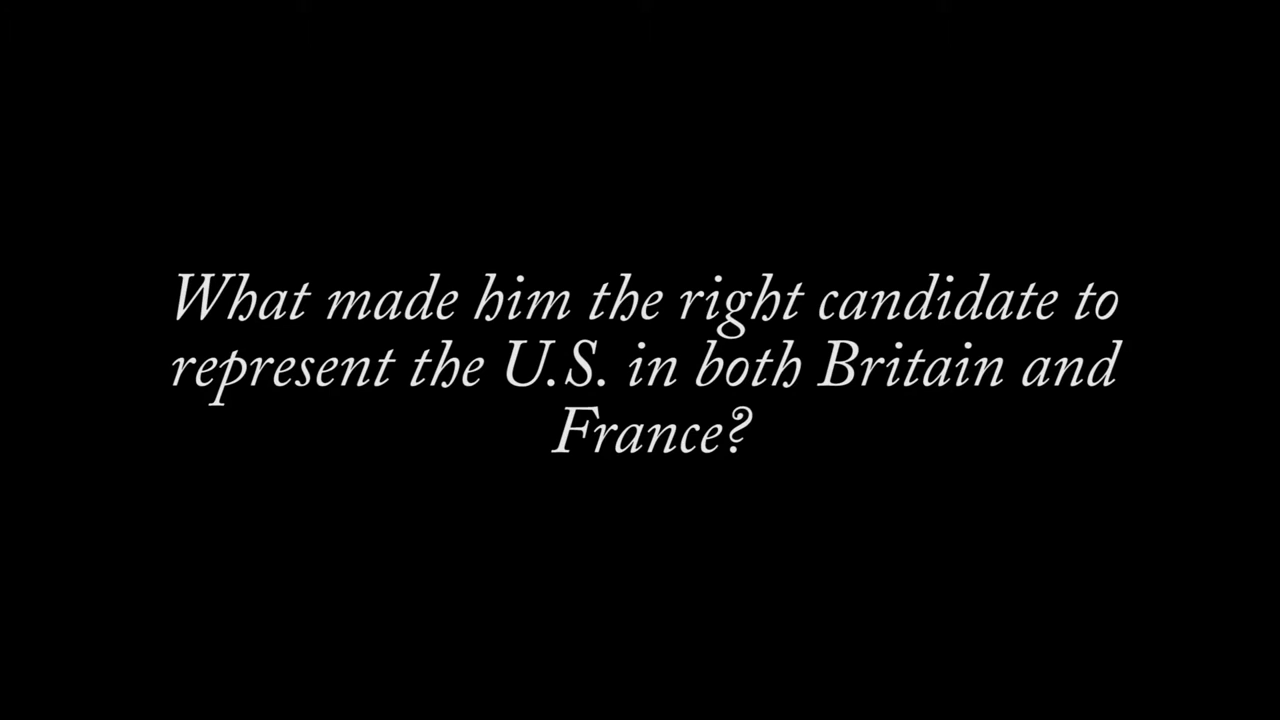 What made him the right candidate to
represent the U.S. in both Britain and
France?